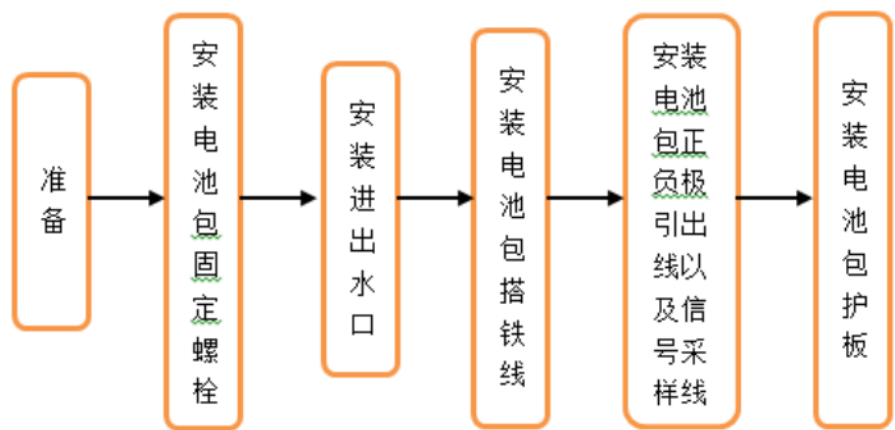 准备
安装电池包固定螺栓
安装进出水口
安装电池包搭铁线
安装
电池
包正
负极
引出
线以
及信
号采
样线
安装电池包护板